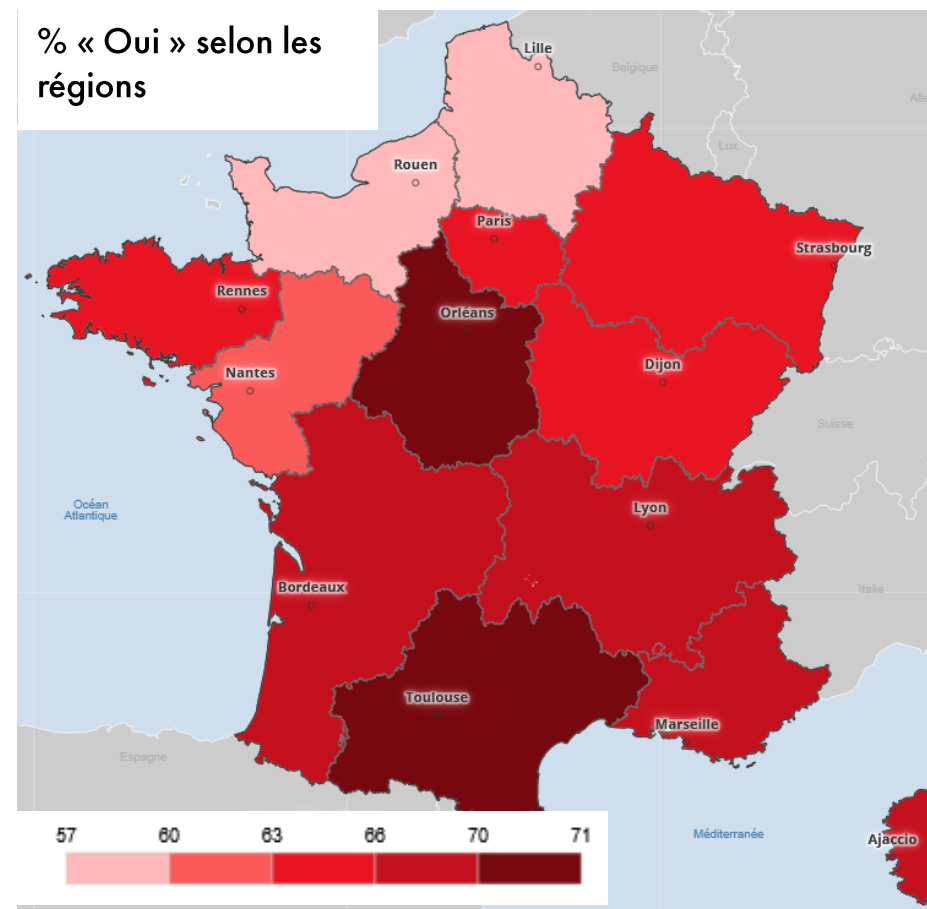 % « Oui » selon les
régions
Lille
Belgique
Alle
Lux.
Rouen
Paris
Strasbourg
Rennes
Orléans
Dijon
Nantes
Suisse
Océan
Atlantique
Lyon
Bordeaux
Italie
Toulouse
Marseille
Espagne
57 60 63 66 70 71
Méditerranée
Ajaccio